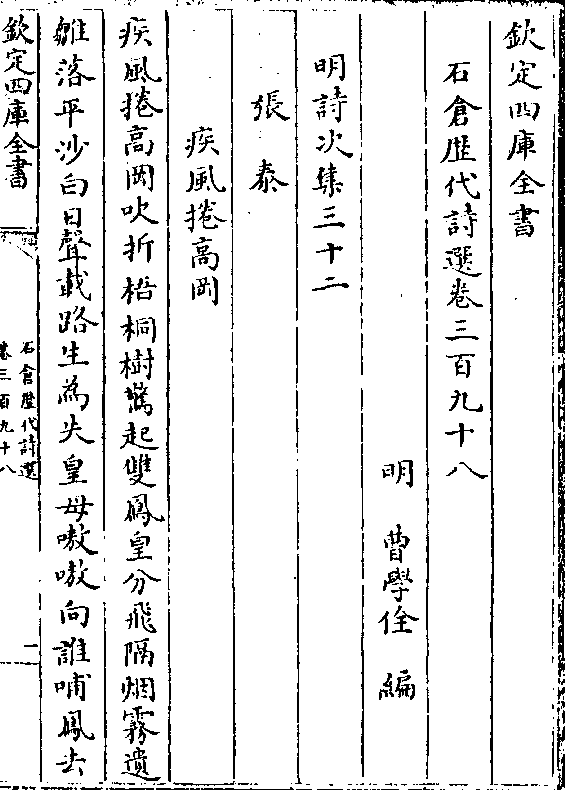 欽定四庫全書
石倉歴代詩選卷三百九十八
明　曹學佺　編
明詩次集三十二
張泰
疾風捲高岡
疾風捲高岡吹折梧桐樹驚起雙鳳皇分飛隔烟霧遺
雛落平沙白日聲載路生為失皇母嗷嗷向誰哺鳳去
欽定四庫全書
石倉歴代詩選
卷三百九十八
一